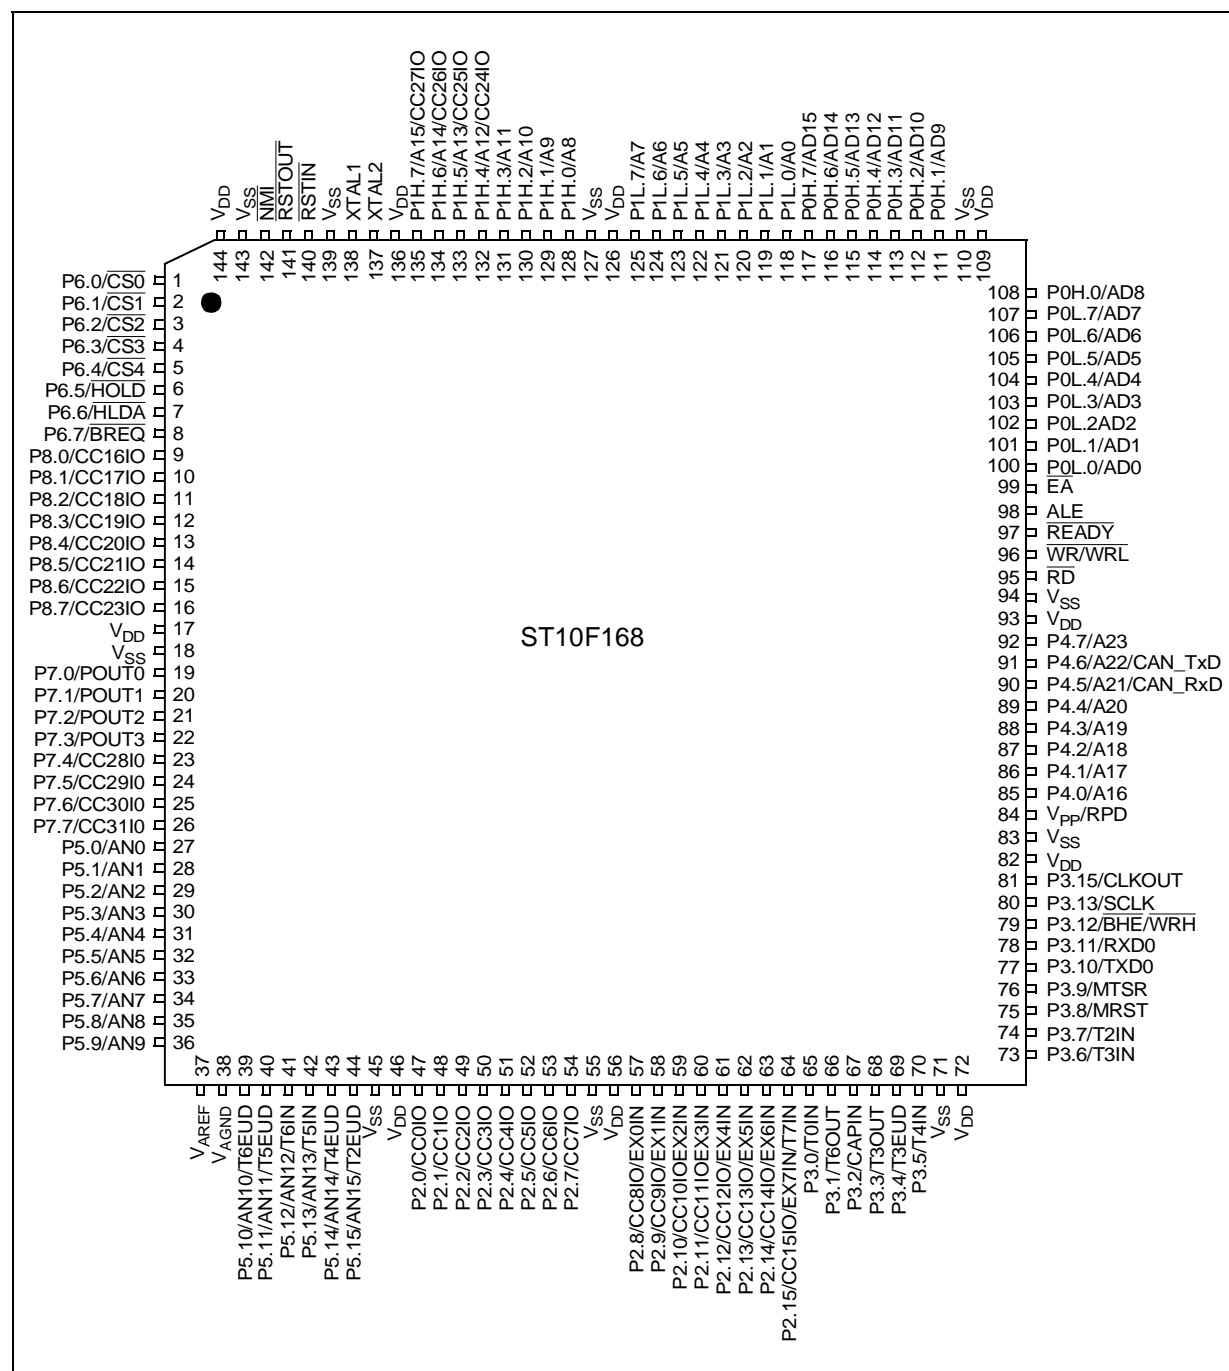 VDD
VSS
NMI
RSTOUT
RSTIN
VSS
XTAL1
XTAL2
VDD
P1H.7/A15/CC27IO
P1H.6/A14/CC26IO
P1H.5/A13/CC25IO
P1H.4/A12/CC24IO
P1H.3/A11
P1H.2/A10
P1H.1/A9
P1H.0/A8
VSS
VDD
P1L.7/A7
P1L.6/A6
P1L.5/A5
P1L.4/A4
P1L.3/A3
P1L.2/A2
P1L.1/A1
P1L.0/A0
P0H.7/AD15
P0H.6/AD14
P0H.5/AD13
P0H.4/AD12
P0H.3/AD11
P0H.2/AD10
P0H.1/AD9
VSS
VDD
144
143
142
141
140
139
138
137
136
135
134
133
132
131
130
129
128
127
126
125
124
123
122
121
120
119
118
117
116
115
114
113
112
111
110
109
P6.0/CS0 1
P6.1/CS1 2
P6.2/CS2 3
P6.3/CS3 4
P6.4/CS4 5
P6.5/HOLD 6
P6.6/HLDA 7
P6.7/BREQ 8
P8.0/CC16IO 9
P8.1/CC17IO 10
P8.2/CC18IO 11
P8.3/CC19IO 12
P8.4/CC20IO 13
P8.5/CC21IO 14
P8.6/CC22IO 15
P8.7/CC23IO 16
VDD 17
VSS 18
P7.0/POUT0 19
P7.1/POUT1 20
P7.2/POUT2 21
P7.3/POUT3 22
P7.4/CC28I0 23
P7.5/CC29I0 24
P7.6/CC30I0 25
P7.7/CC31I0 26
P5.0/AN0 27
P5.1/AN1 28
P5.2/AN2 29
P5.3/AN3 30
P5.4/AN4 31
P5.5/AN5 32
P5.6/AN6 33
P5.7/AN7 34
P5.8/AN8 35
P5.9/AN9 36
ST10F168
108 P0H.0/AD8
107 P0L.7/AD7
106 P0L.6/AD6
105 P0L.5/AD5
104 P0L.4/AD4
103 P0L.3/AD3
102 P0L.2AD2
101 P0L.1/AD1
100 P0L.0/AD0
99 EA
98 ALE
97 READY
96 WR/WRL
95 RD
94 VSS
93 VDD
92 P4.7/A23
91 P4.6/A22/CAN_TxD
90 P4.5/A21/CAN_RxD
89 P4.4/A20
88 P4.3/A19
87 P4.2/A18
86 P4.1/A17
85 P4.0/A16
84 VPP/RPD
83 VSS
82 VDD
81 P3.15/CLKOUT
80 P3.13/SCLK
79 P3.12/BHE/WRH
78 P3.11/RXD0
77 P3.10/TXD0
76 P3.9/MTSR
75 P3.8/MRST
74 P3.7/T2IN
73 P3.6/T3IN
37
38
39
40
41
42
43
44
45
46
47
48
49
50
51
52
53
54
55
56
57
58
59
60
61
62
63
64
65
66
67
68
69
70
71
72
VAREF
VAGND
P5.10/AN10/T6EUD
P5.11/AN11/T5EUD
P5.12/AN12/T6IN
P5.13/AN13/T5IN
P5.14/AN14/T4EUD
P5.15/AN15/T2EUD
VSS
VDD
P2.0/CC0IO
P2.1/CC1IO
P2.2/CC2IO
P2.3/CC3IO
P2.4/CC4IO
P2.5/CC5IO
P2.6/CC6IO
P2.7/CC7IO
VSS
VDD
P2.8/CC8IO/EX0IN
P2.9/CC9IO/EX1IN
P2.10/CC10IOEX2IN
P2.11/CC11IOEX3IN
P2.12/CC12IO/EX4IN
P2.13/CC13IO/EX5IN
P2.14/CC14IO/EX6IN
P2.15/CC15IO/EX7IN/T7IN
P3.0/T0IN
P3.1/T6OUT
P3.2/CAPIN
P3.3/T3OUT
P3.4/T3EUD
P3.5/T4IN
VSS
VDD